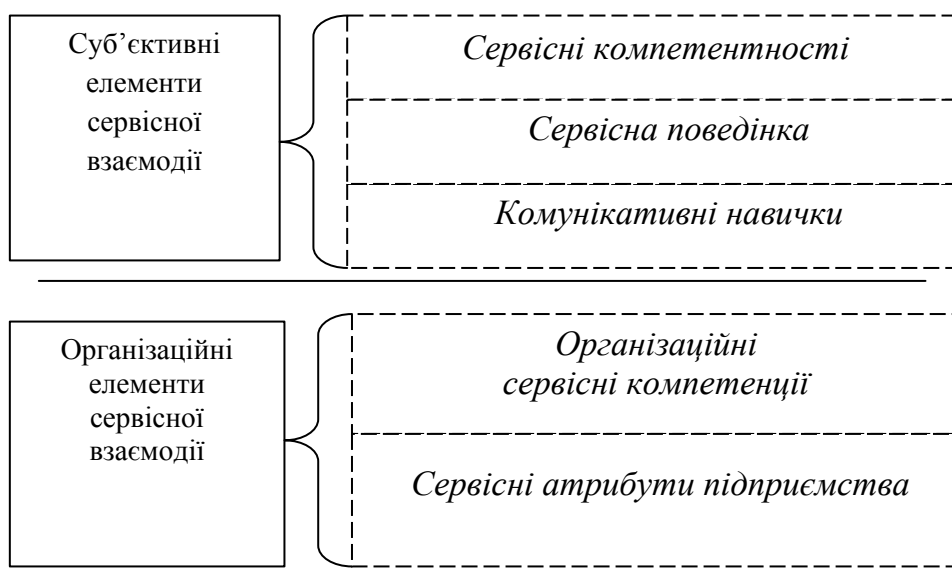 Суб’єктивні
елементи
сервісної
взаємодії
Сервісні компетентності
Сервісна поведінка
Комунікативні навички
Організаційні
елементи
сервісної
взаємодії
Організаційні
сервісні компетенції
Сервісні атрибути підприємства